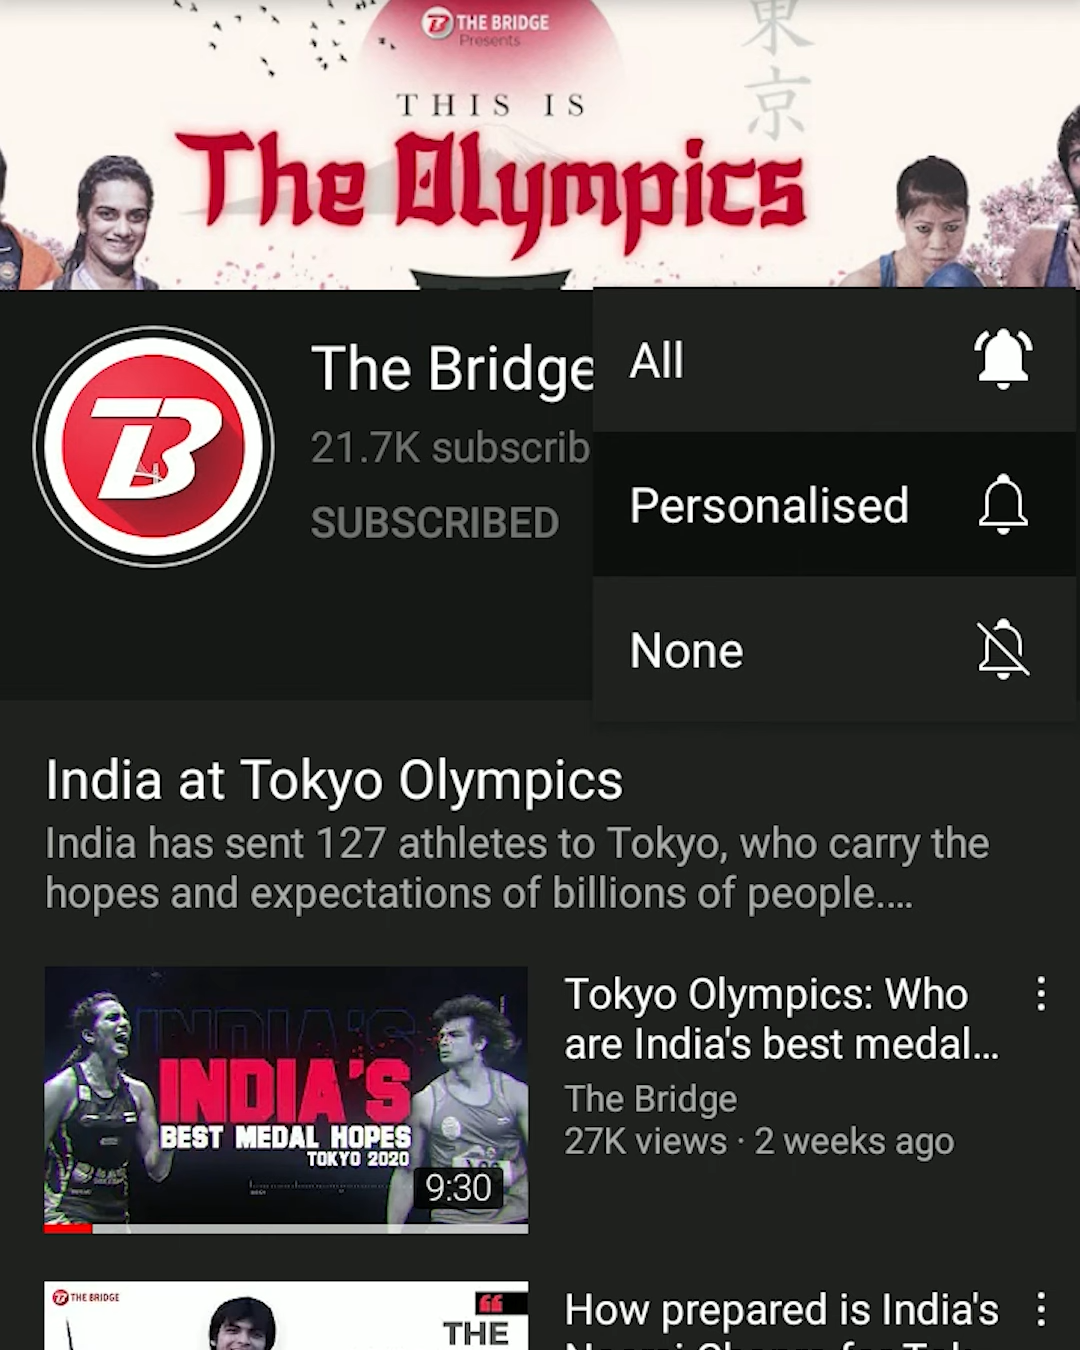 THE BRIDGE
Presents
東
京
THIS IS
The Olympics
The Bridge
21.7K subscrib
SUBSCRIBED
All
Personalised
None
India at Tokyo Olympics
India has sent 127 athletes to Tokyo, who carry the
hopes and expectations of billions of people....
INDIA'S
INDIA'S
BEST MEDAL HOPES
TOKYO 2020
9:30
Tokyo Olympics: Who
are India's best medal...
The Bridge
27K views · 2 weeks ago
THE BRIDGE
THE
How prepared is India's